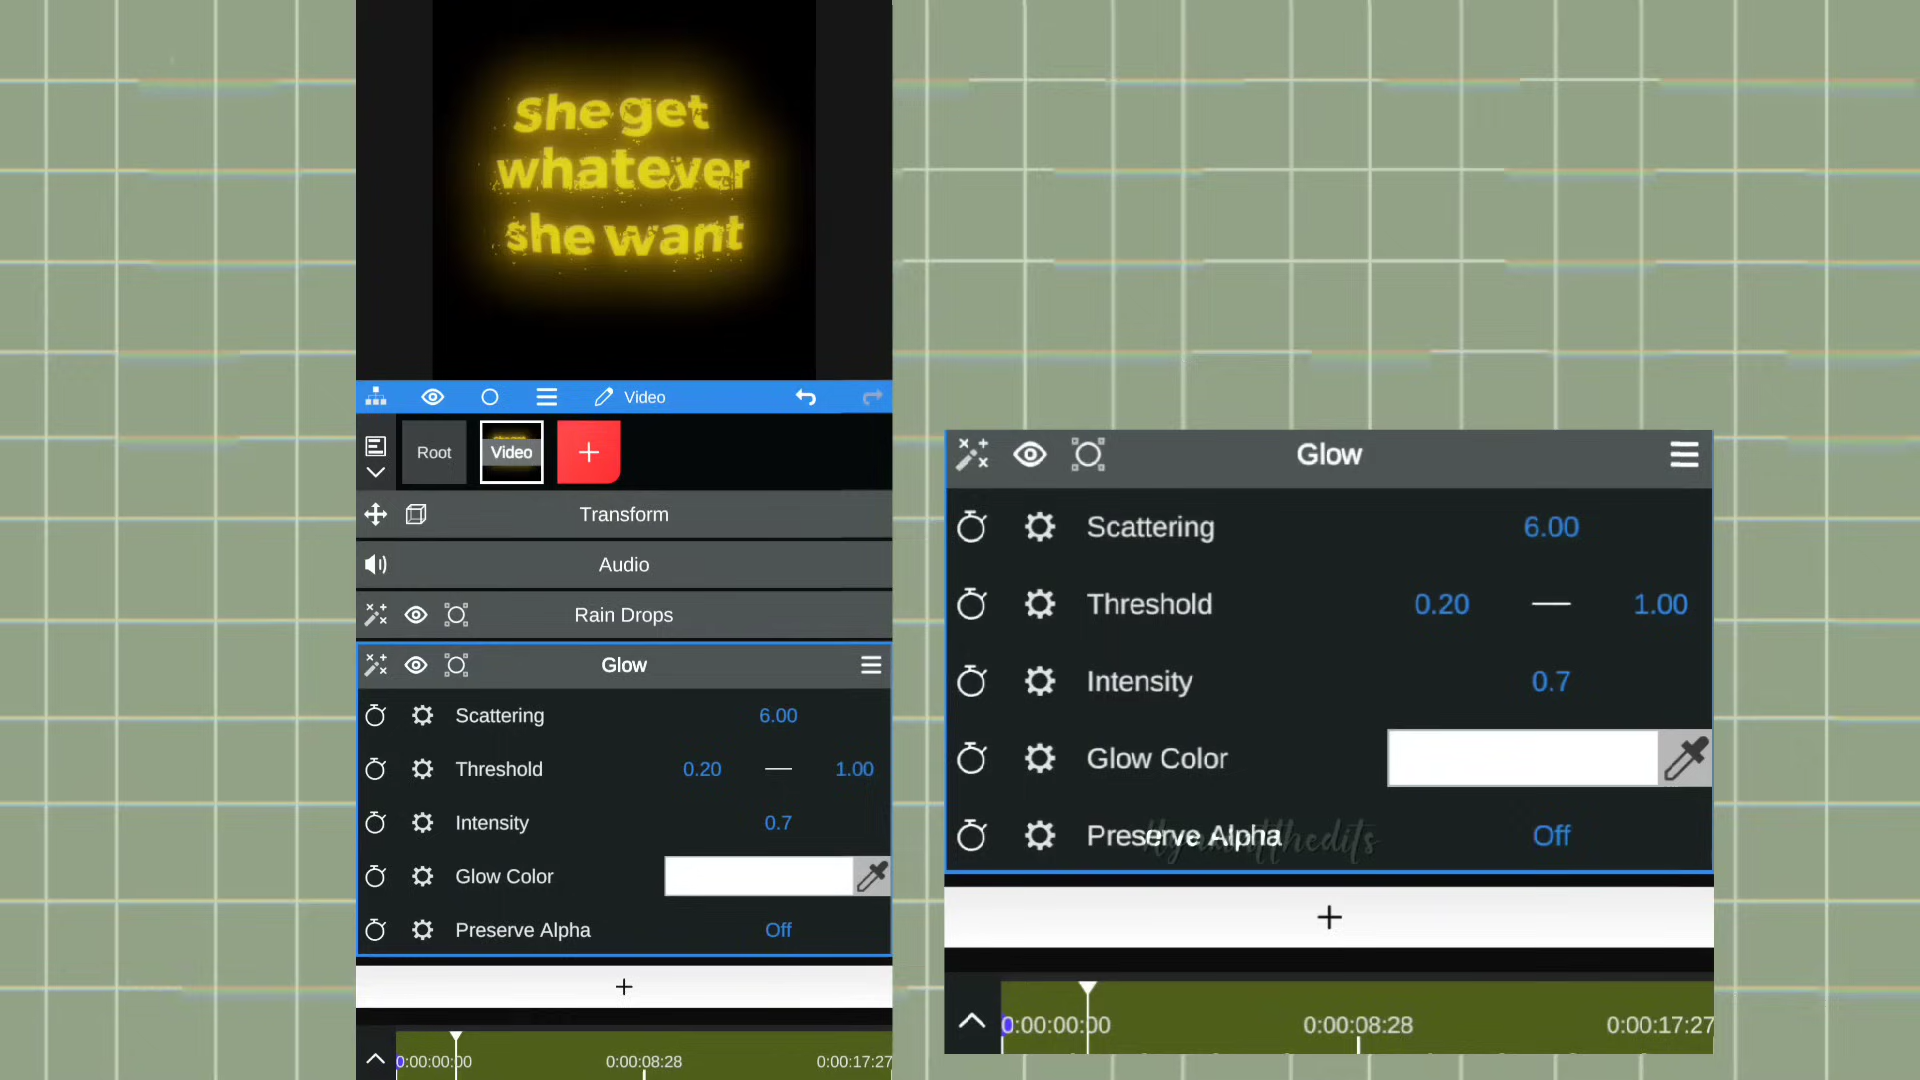 She get
whatever
she want
Video
Root
Video
+
Transform
Audio
Rain Drops
Glow
Scattering 6.00
Threshold 0.20 — 1.00
Intensity 0.7
Glow Color
Preserve Alpha Off
+
0:00:00:00 0:00:08:28 0:00:17:27
Glow
Scattering 6.00
Threshold 0.20 — 1.00
Intensity 0.7
Glow Color
Preserve Alpha Off
+
0:00:00:00 0:00:08:28 0:00:17:27